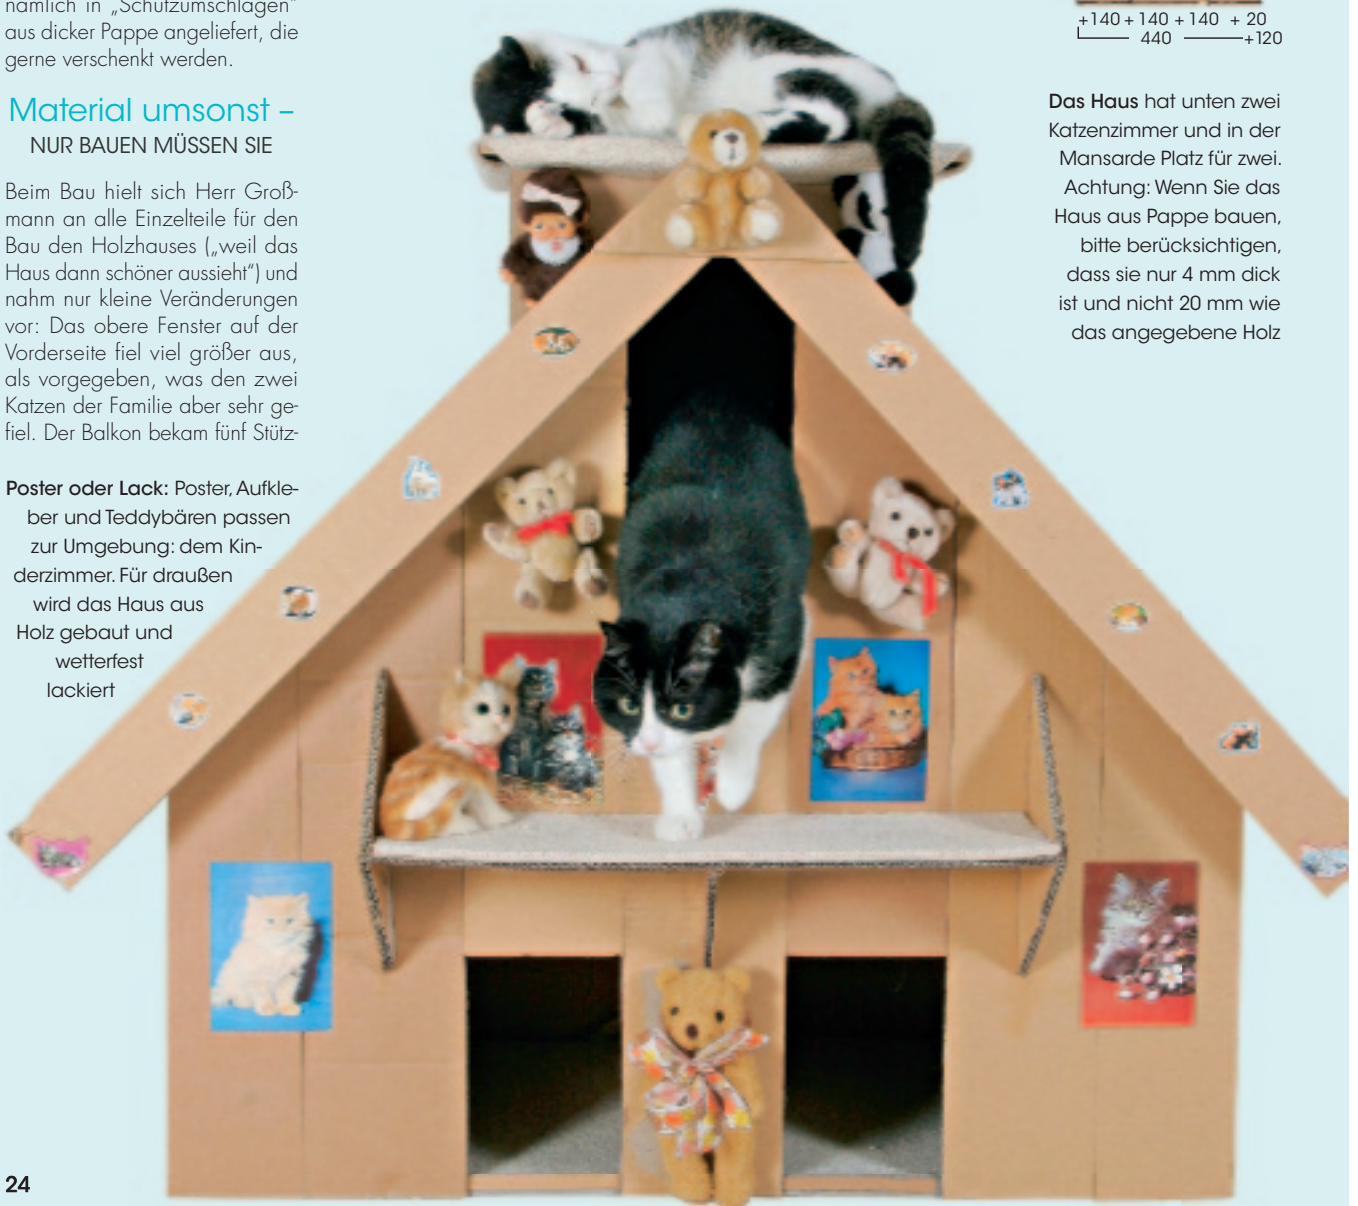 nämlich in „Schutzumschlägen"
aus dicker Pappe angeliefert, die
gerne verschenkt werden.
Material umsonst –
NUR BAUEN MÜSSEN SIE
Beim Bau hielt sich Herr Groß-
mann an alle Einzelteile für den
Bau den Holzhauses („weil das
Haus dann schöner aussieht") und
nahm nur kleine Veränderungen
vor: Das obere Fenster auf der
Vorderseite fiel viel größer aus,
als vorgegeben, was den zwei
Katzen der Familie aber sehr ge-
fiel. Der Balkon bekam fünf Stütz-
Poster oder Lack: Poster, Aufkle-
ber und Teddybären passen
zur Umgebung: dem Kin-
derzimmer. Für draußen
wird das Haus aus
Holz gebaut und
wetterfest
lackiert
+140 + 140 + 140 + 20
440 +120
Das Haus hat unten zwei
Katzenzimmer und in der
Mansarde Platz für zwei.
Achtung: Wenn Sie das
Haus aus Pappe bauen,
bitte berücksichtigen,
dass sie nur 4 mm dick
ist und nicht 20 mm wie
das angegebene Holz
24